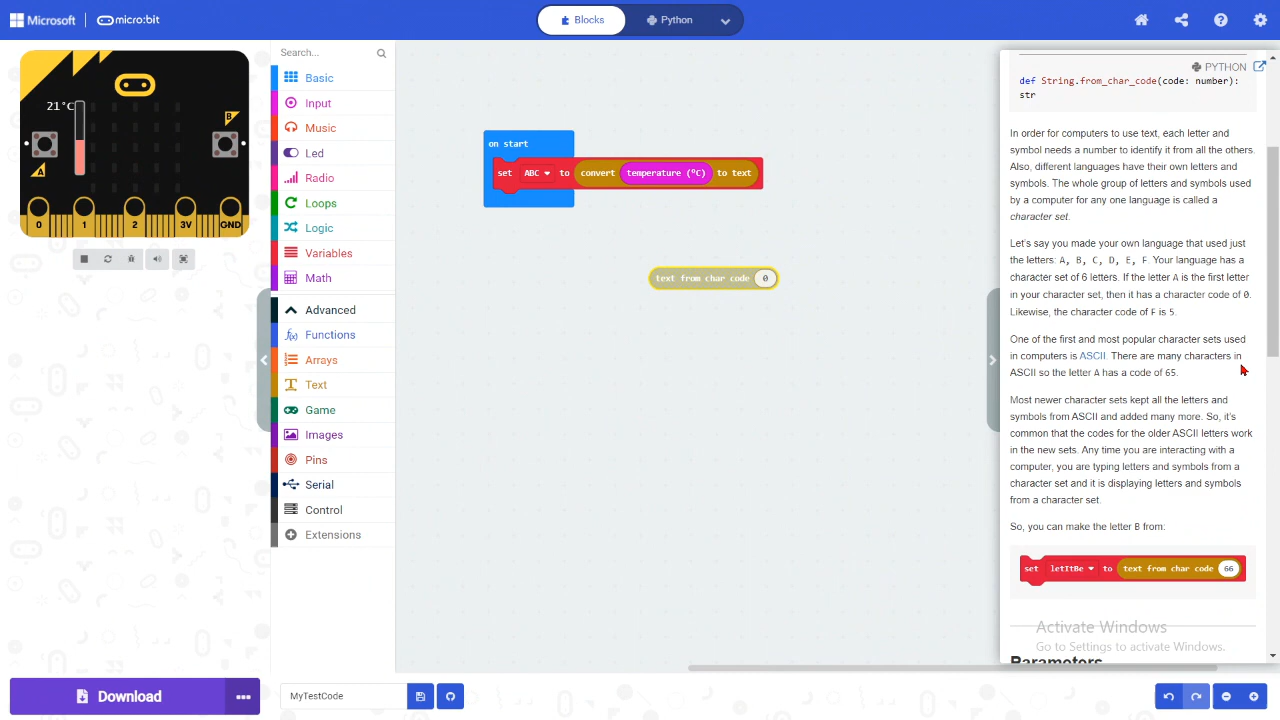 Microsoft
micro:bit
Blocks
Python
21°C
A
B
0
1
2
3V
GND
Search...
Basic
Input
Music
Led
Radio
Loops
Logic
Variables
Math
Advanced
Functions
Arrays
Text
Game
Images
Pins
Serial
Control
Extensions
on start
set ABC to convert temperature (°C) to text
text from char code 0
PYTHON
def String.from_char_code(code: number):
str
In order for computers to use text, each letter and
symbol needs a number to identify it from all the others.
Also, different languages have their own letters and
symbols. The whole group of letters and symbols used
by a computer for any one language is called a
character set.
Let's say you made your own language that used just
the letters: A, B, C, D, E, F. Your language has a
character set of 6 letters. If the letter A is the first letter
in your character set, then it has a character code of 0.
Likewise, the character code of F is 5.
One of the first and most popular character sets used
in computers is ASCII. There are many characters in
ASCII so the letter A has a code of 65.
Most newer character sets kept all the letters and
symbols from ASCII and added many more. So, it's
common that the codes for the older ASCII letters work
in the new sets. Any time you are interacting with a
computer, you are typing letters and symbols from a
character set and it is displaying letters and symbols
from a character set.
So, you can make the letter B from:
set letItBe to text from char code 66
Activate Windows
Go to Settings to activate Windows.
Parameters
Download
MyTestCode